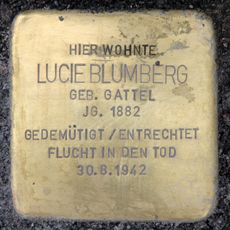 HIER WOHNTE
LUCIE BLUMBERG
GEB. GATTEL
JG. 1882
GEDEMÜTIGT / ENTRECHTET
FLUCHT IN DEN TOD
30.8.1942